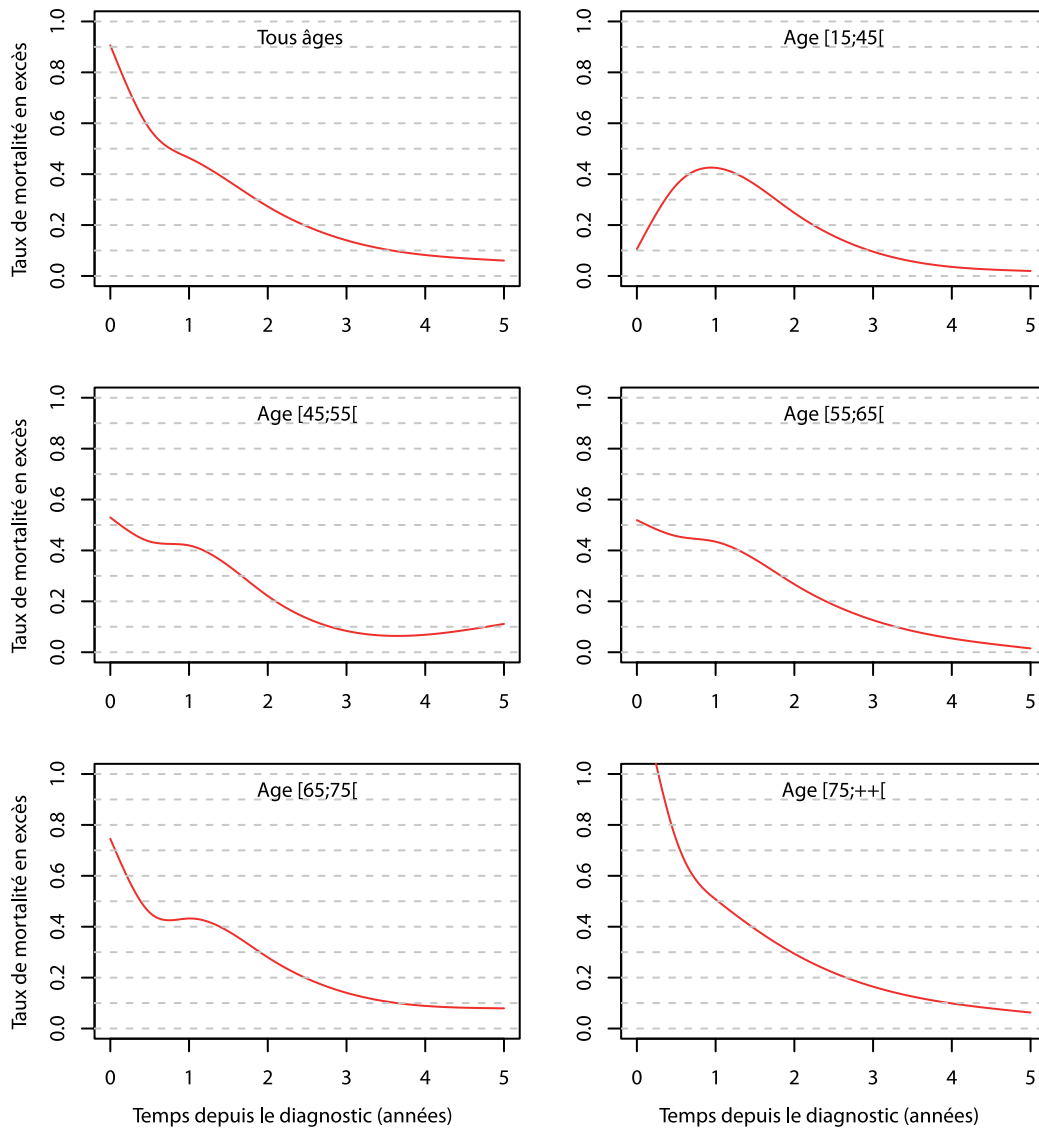 Tous âges
Taux de mortalité en excès
0.0 0.2 0.4 0.6 0.8 1.0
0 1 2 3 4 5
Age [15;45[
0.0 0.2 0.4 0.6 0.8 1.0
0 1 2 3 4 5
Age [45;55[
Taux de mortalité en excès
0.0 0.2 0.4 0.6 0.8 1.0
0 1 2 3 4 5
Age [55;65[
0.0 0.2 0.4 0.6 0.8 1.0
0 1 2 3 4 5
Age [65;75[
Taux de mortalité en excès
0.0 0.2 0.4 0.6 0.8 1.0
0 1 2 3 4 5
Temps depuis le diagnostic (années)
Age [75;++[
0.0 0.2 0.4 0.6 0.8 1.0
0 1 2 3 4 5
Temps depuis le diagnostic (années)